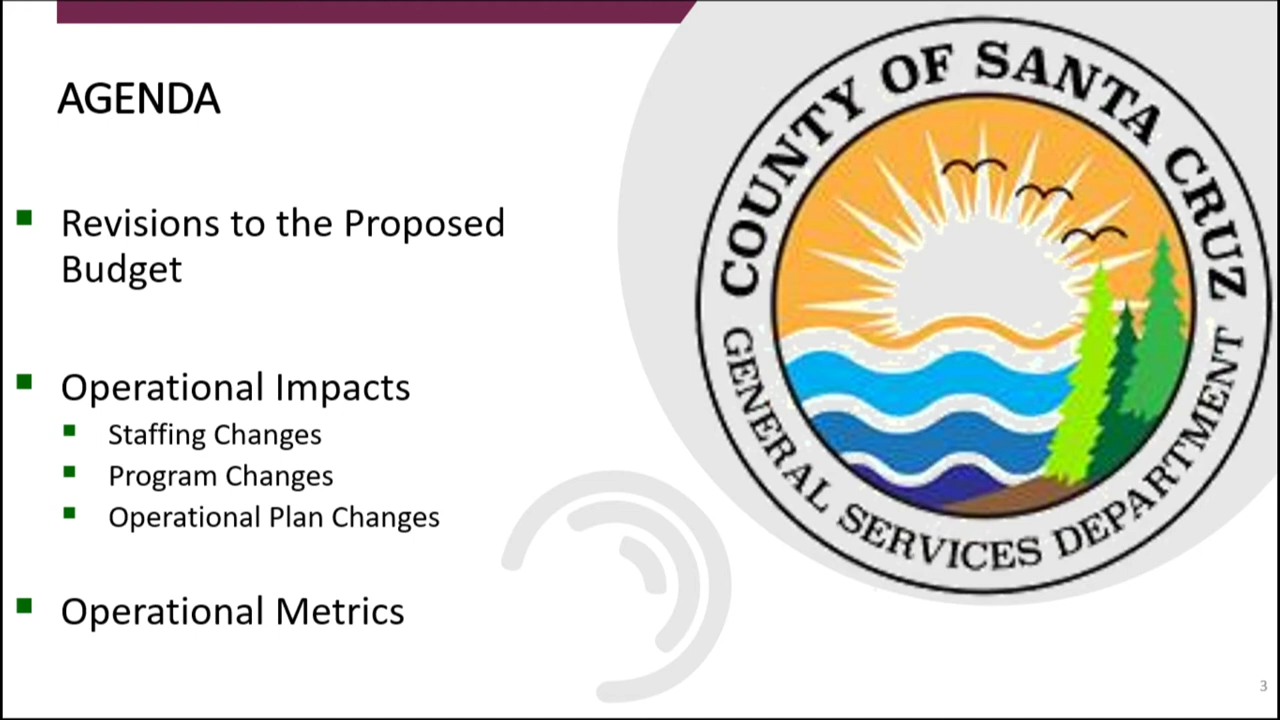 AGENDA
Revisions to the Proposed
Budget
Operational Impacts
Staffing Changes
Program Changes
Operational Plan Changes
Operational Metrics
COUNTY OF SANTA CRUZ
GENERAL SERVICES DEPARTMENT
3